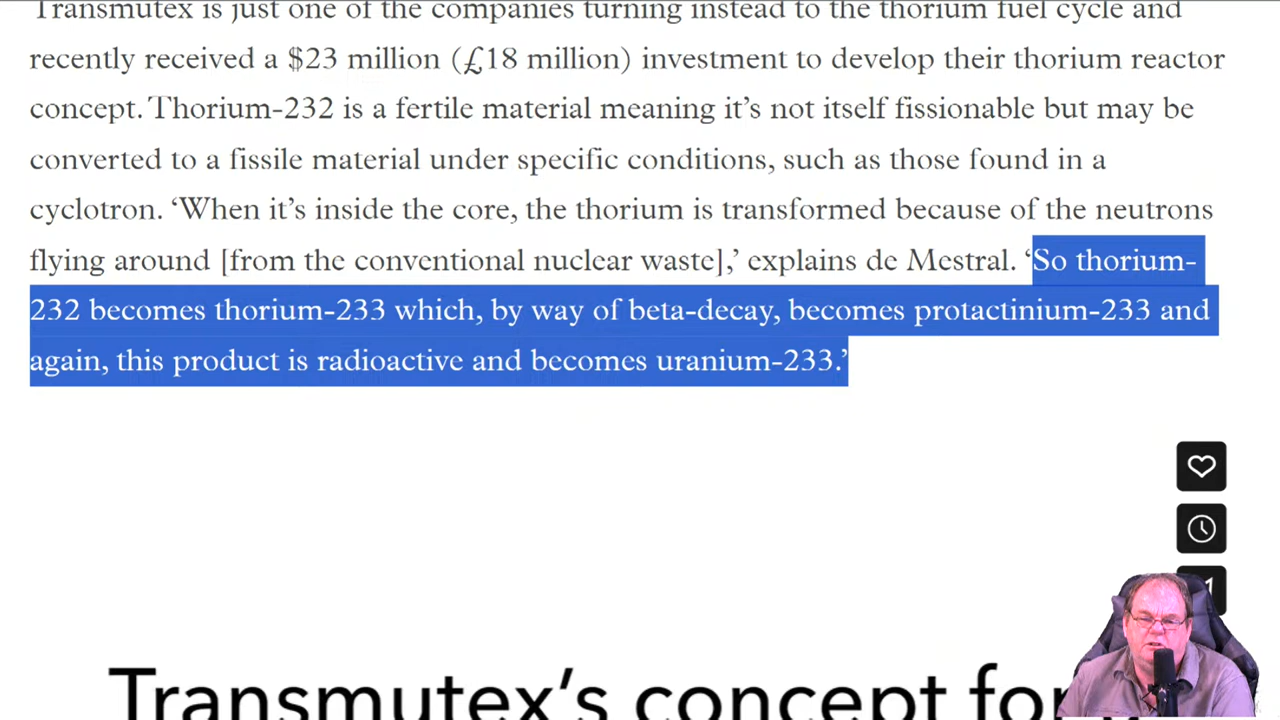 Transmutex is just one of the companies turning instead to the thorium fuel cycle and
recently received a $23 million (£18 million) investment to develop their thorium reactor
concept. Thorium-232 is a fertile material meaning it’s not itself fissionable but may be
converted to a fissile material under specific conditions, such as those found in a
cyclotron. ‘When it’s inside the core, the thorium is transformed because of the neutrons
flying around [from the conventional nuclear waste],’ explains de Mestral. ‘So thorium-
232 becomes thorium-233 which, by way of beta-decay, becomes protactinium-233 and
again, this product is radioactive and becomes uranium-233.’
Transmutex’s concept for